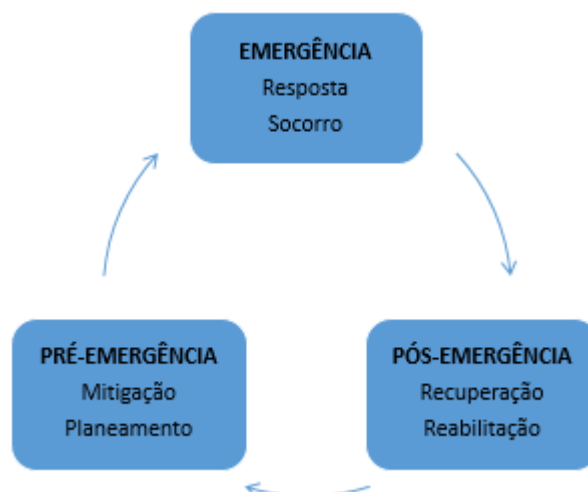 EMERGÊNCIA
Resposta
Socorro
PRÉ-EMERGÊNCIA
Mitigação
Planeamento
PÓS-EMERGÊNCIA
Recuperação
Reabilitação